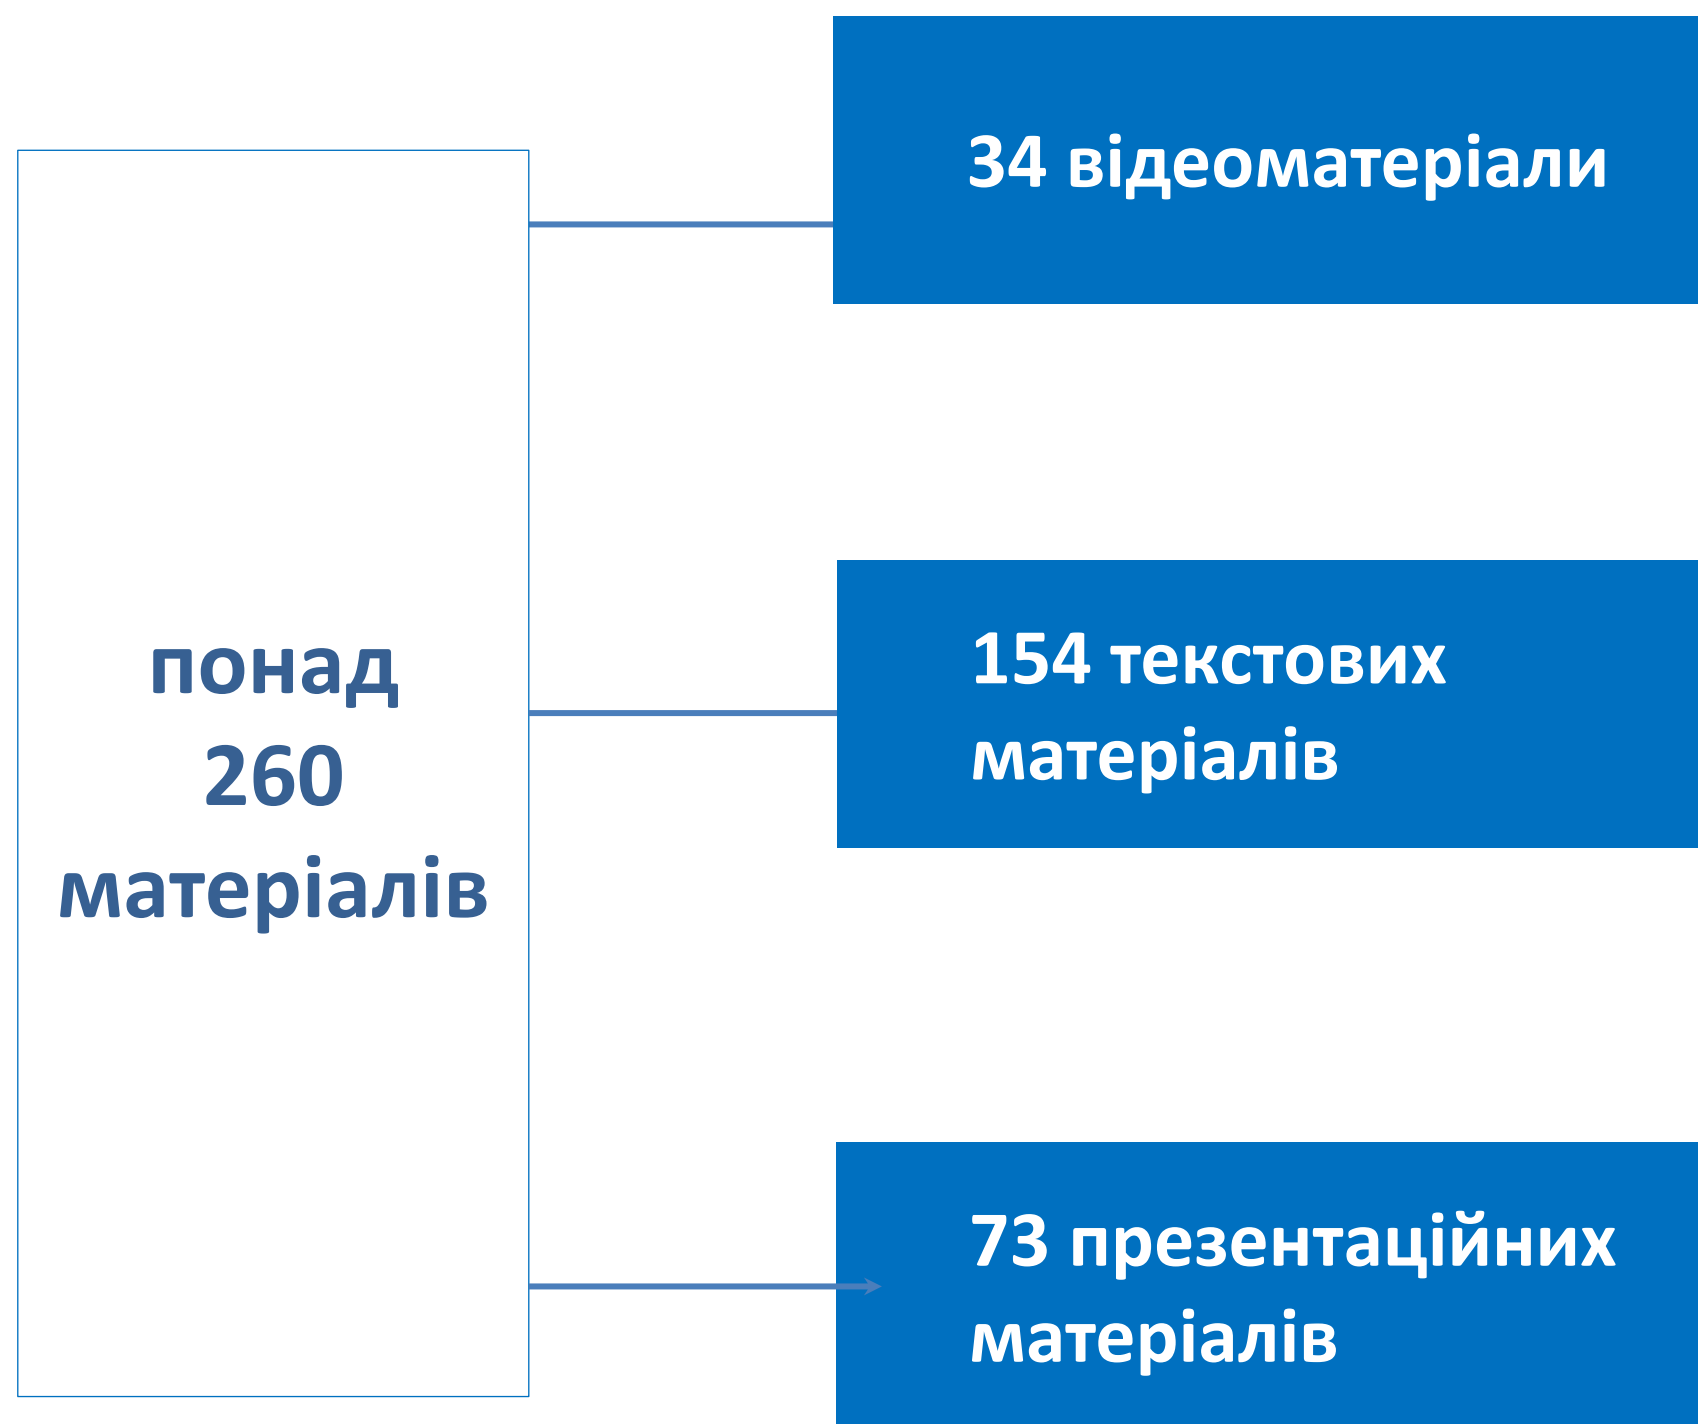 понад
260
матеріалів
34 відеоматеріали
154 текстових
матеріалів
73 презентаційних
матеріалів